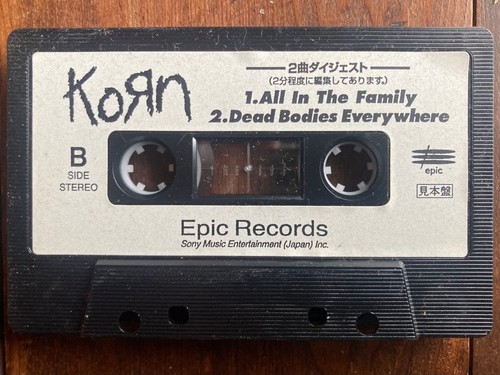 KoЯn
2曲ダイジェスト
(2分程度に編集してあります。)
1.All In The Family
2.Dead Bodies Everywhere
B
SIDE
STEREO
epic
見本盤
Epic Records
Sony Music Entertainment (Japan) Inc.